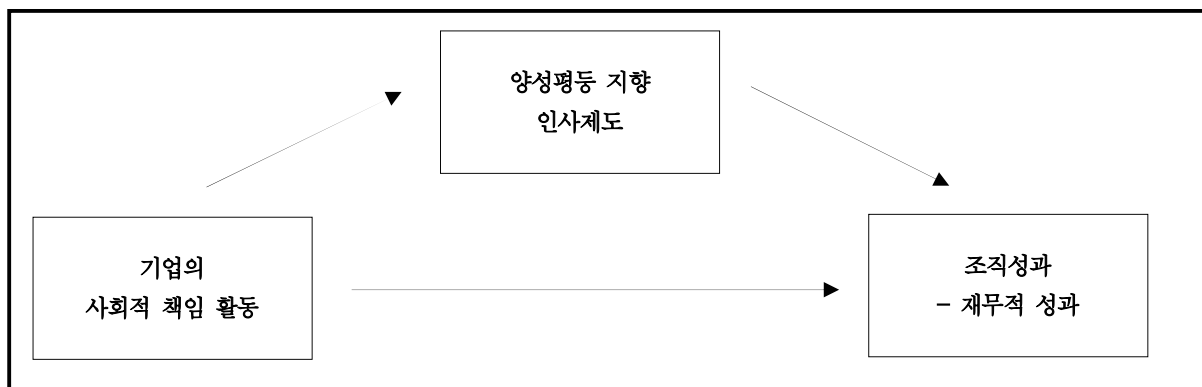 양성평등 지향
인사제도
기업의
사회적 책임 활동
조직성과
- 재무적 성과